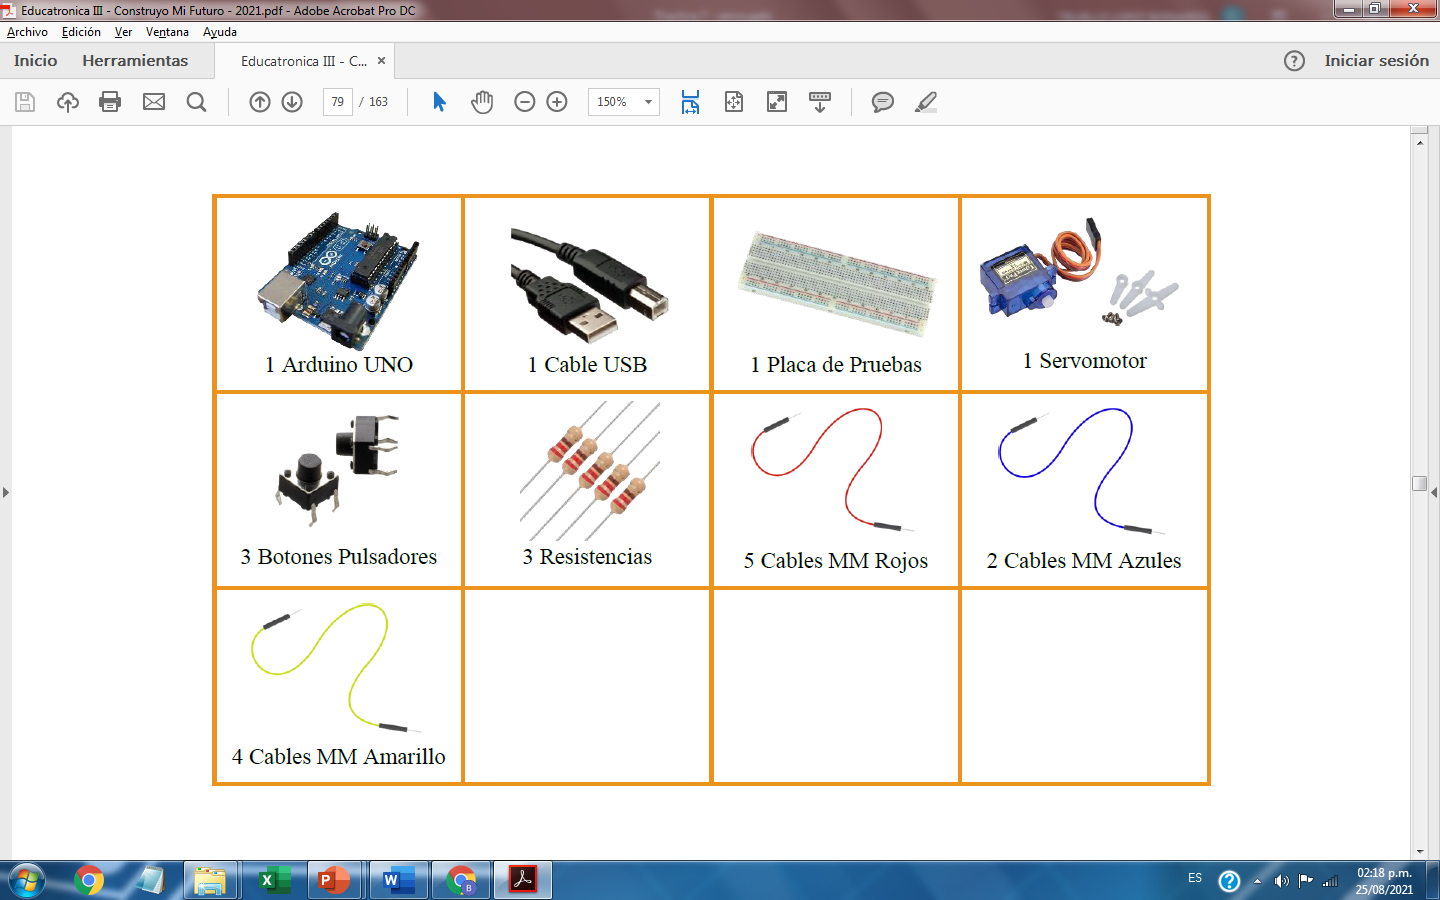 Educatronica III - Construyo Mi Futuro - 2021.pdf - Adobe Acrobat Pro DC
Archivo Edición Ver Ventana Ayuda
Inicio Herramientas Educatronica III - C... × Iniciar sesión
79 / 163 150%
1 Arduino UNO
1 Cable USB
1 Placa de Pruebas
1 Servomotor
3 Botones Pulsadores
3 Resistencias
5 Cables MM Rojos
2 Cables MM Azules
4 Cables MM Amarillo
ES
02:18 p.m.
25/08/2021